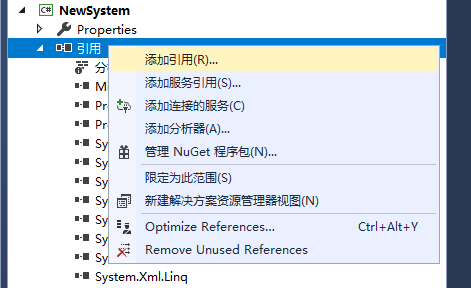 C# NewSystem
Properties
引用
添加引用(R)...
分
添加服务引用(S)...
添加连接的服务(C)
添加分析器(A)...
管理 NuGet 程序包(N)...
限定为此范围(S)
新建解决方案资源管理器视图(N)
Optimize References... Ctrl+Alt+Y
Remove Unused References
System.Xml.Linq